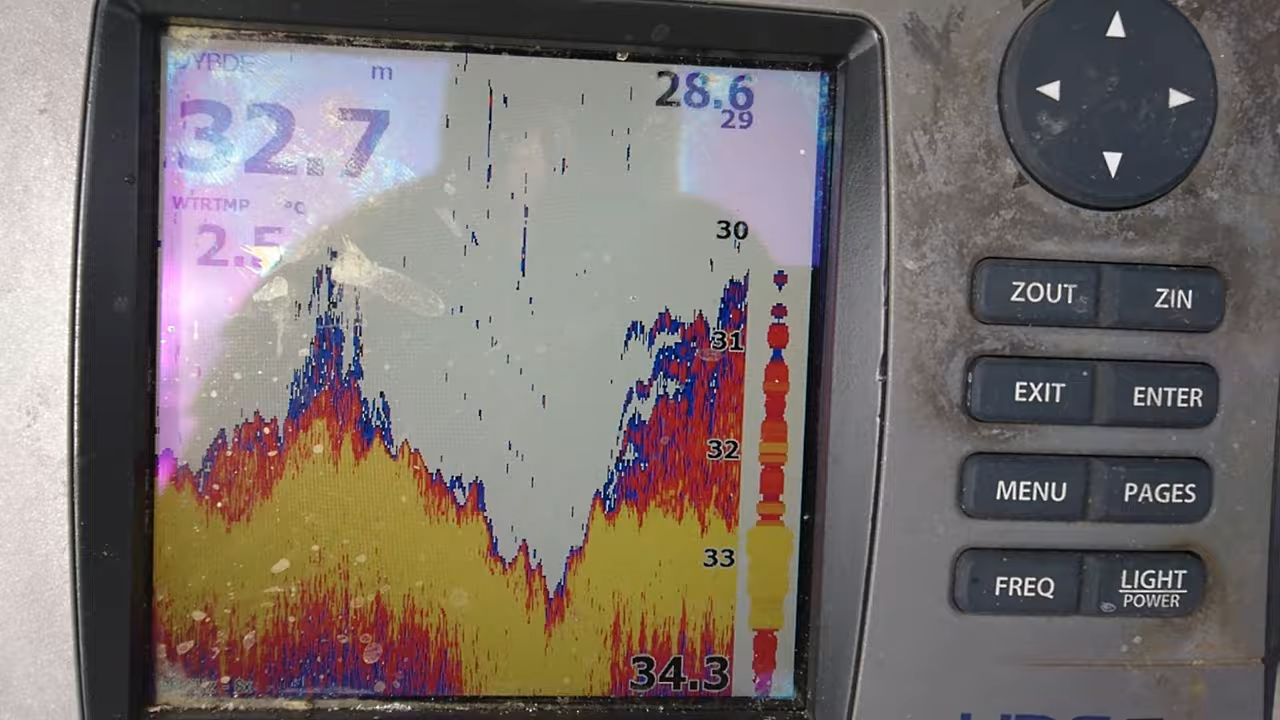 DYBDE m
32.7
WTRTMP °C
2.5
28.6
29
30
31
32
33
34.3
ZOUT ZIN
EXIT ENTER
MENU PAGES
FREQ LIGHT
POWER